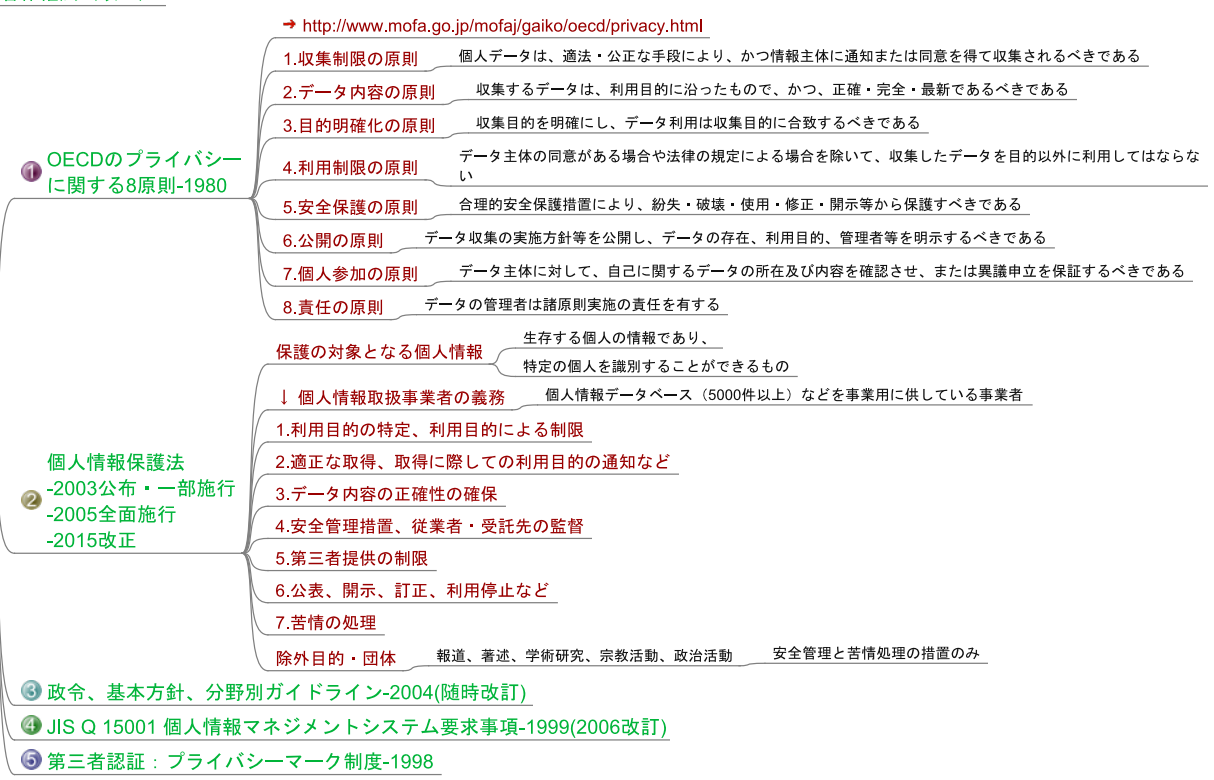 ➜ http://www.mofa.go.jp/mofaj/gaiko/oecd/privacy.html
1.収集制限の原則 個人データは、適法・公正な手段により、かつ情報主体に通知または同意を得て収集されるべきである
2.データ内容の原則 収集するデータは、利用目的に沿ったもので、かつ、正確・完全・最新であるべきである
3.目的明確化の原則 収集目的を明確にし、データ利用は収集目的に合致するべきである
1 OECDのプライバシー
に関する8原則-1980
4.利用制限の原則 データ主体の同意がある場合や法律の規定による場合を除いて、収集したデータを目的以外に利用してはならな
い
5.安全保護の原則 合理的安全保護措置により、紛失・破壊・使用・修正・開示等から保護すべきである
6.公開の原則 データ収集の実施方針等を公開し、データの存在、利用目的、管理者等を明示するべきである
7.個人参加の原則 データ主体に対して、自己に関するデータの所在及び内容を確認させ、または異議申立を保証するべきである
8.責任の原則 データの管理者は諸原則実施の責任を有する
保護の対象となる個人情報 生存する個人の情報であり、
特定の個人を識別することができるもの
↓ 個人情報取扱事業者の義務 個人情報データベース（5000件以上）などを事業用に供している事業者
1.利用目的の特定、利用目的による制限
2 個人情報保護法
-2003公布・一部施行
-2005全面施行
-2015改正
2.適正な取得、取得に際しての利用目的の通知など
3.データ内容の正確性の確保
4.安全管理措置、従業者・受託先の監督
5.第三者提供の制限
6.公表、開示、訂正、利用停止など
7.苦情の処理
除外目的・団体 報道、著述、学術研究、宗教活動、政治活動 安全管理と苦情処理の措置のみ
3 政令、基本方針、分野別ガイドライン-2004(随時改訂)
4 JIS Q 15001 個人情報マネジメントシステム要求事項-1999(2006改訂)
5 第三者認証：プライバシーマーク制度-1998